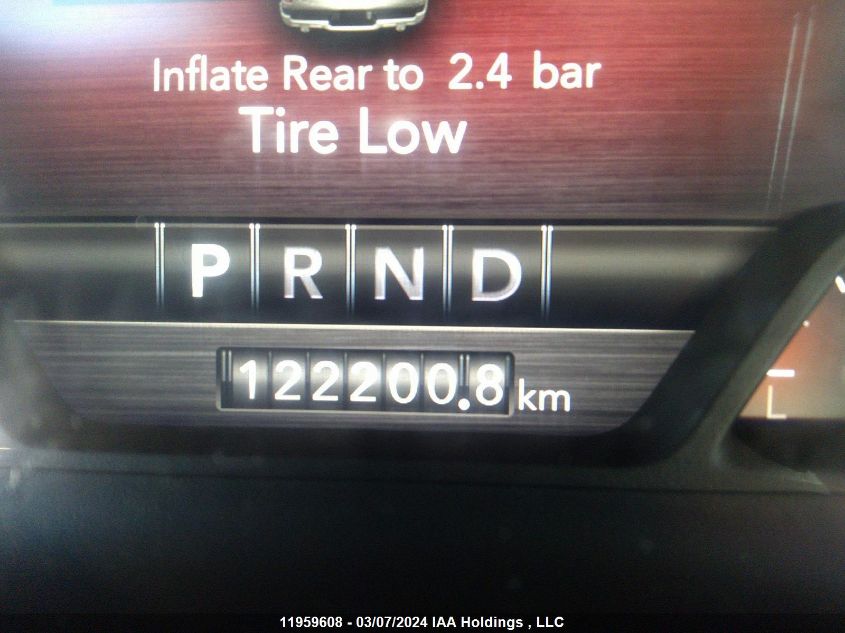 Inflate Rear to 2.4 bar
Tire Low
P R N D
122200.8 km
L
11959608 - 03/07/2024 IAA Holdings , LLC